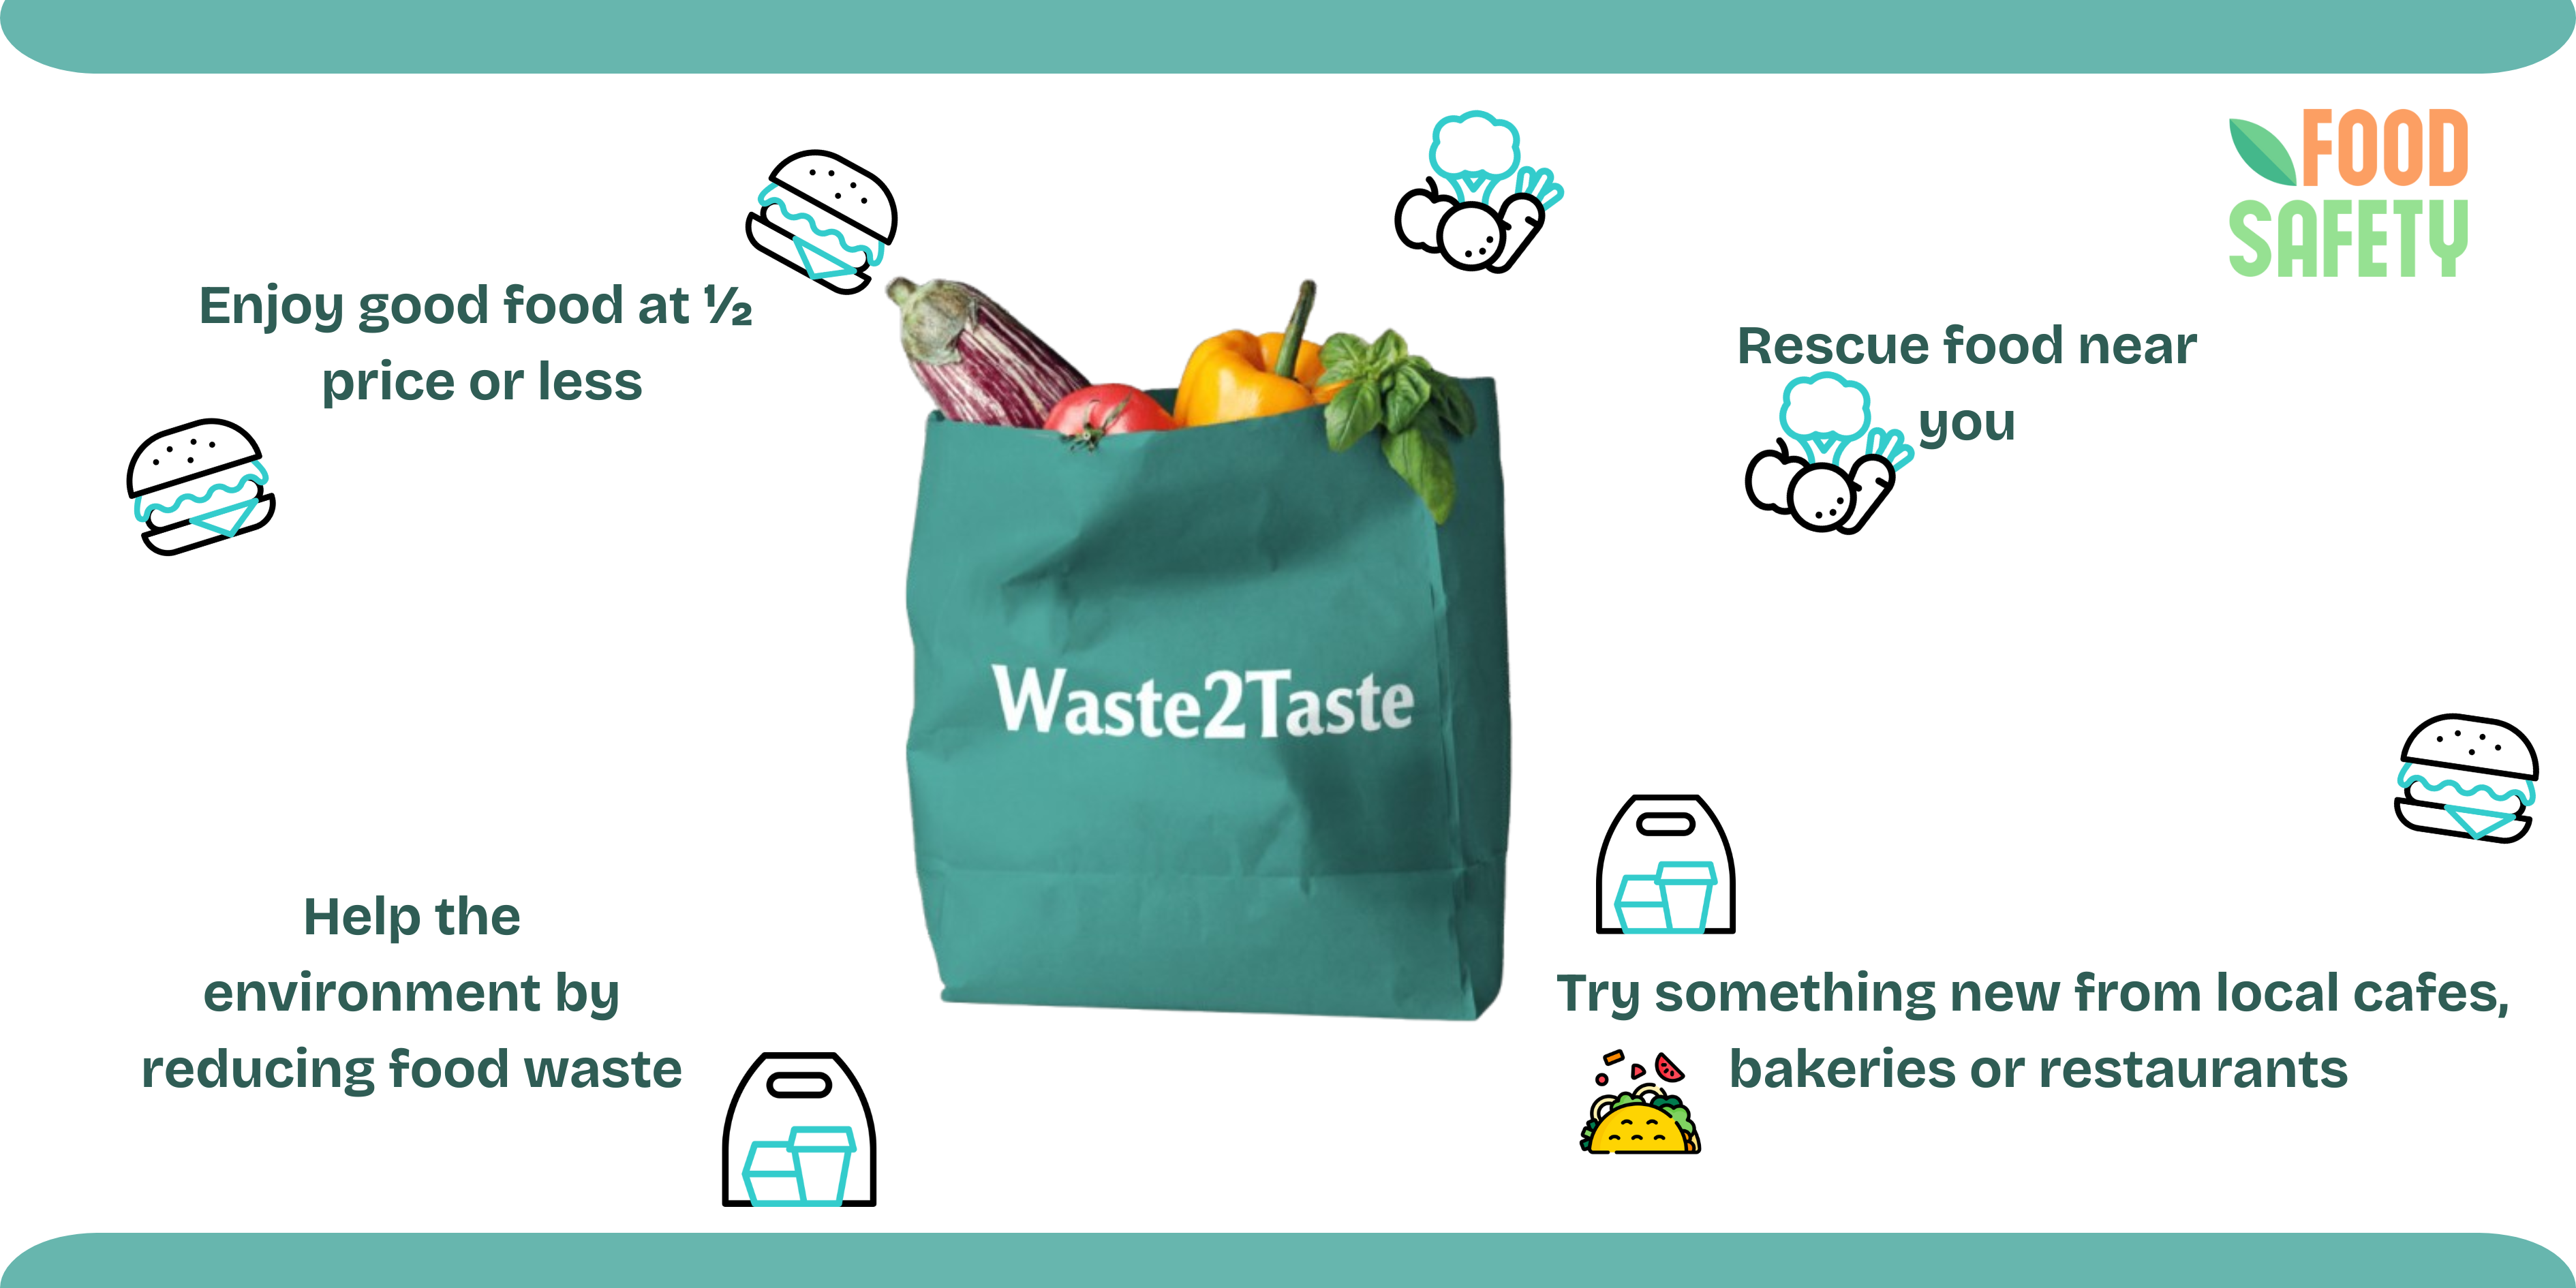 FOOD
SAFETY
Enjoy good food at ½
price or less
Rescue food near
you
Waste2Taste
Help the
environment by
reducing food waste
Try something new from local cafes,
bakeries or restaurants